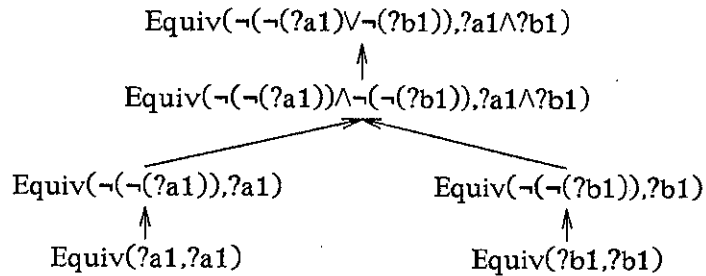 Equiv(¬(¬(?a1)∨¬(?b1)),?a1∧?b1)
Equiv(¬(¬(?a1))∧¬(¬(?b1)),?a1∧?b1)
Equiv(¬(¬(?a1)),?a1)
Equiv(¬(¬(?b1)),?b1)
Equiv(?a1,?a1)
Equiv(?b1,?b1)